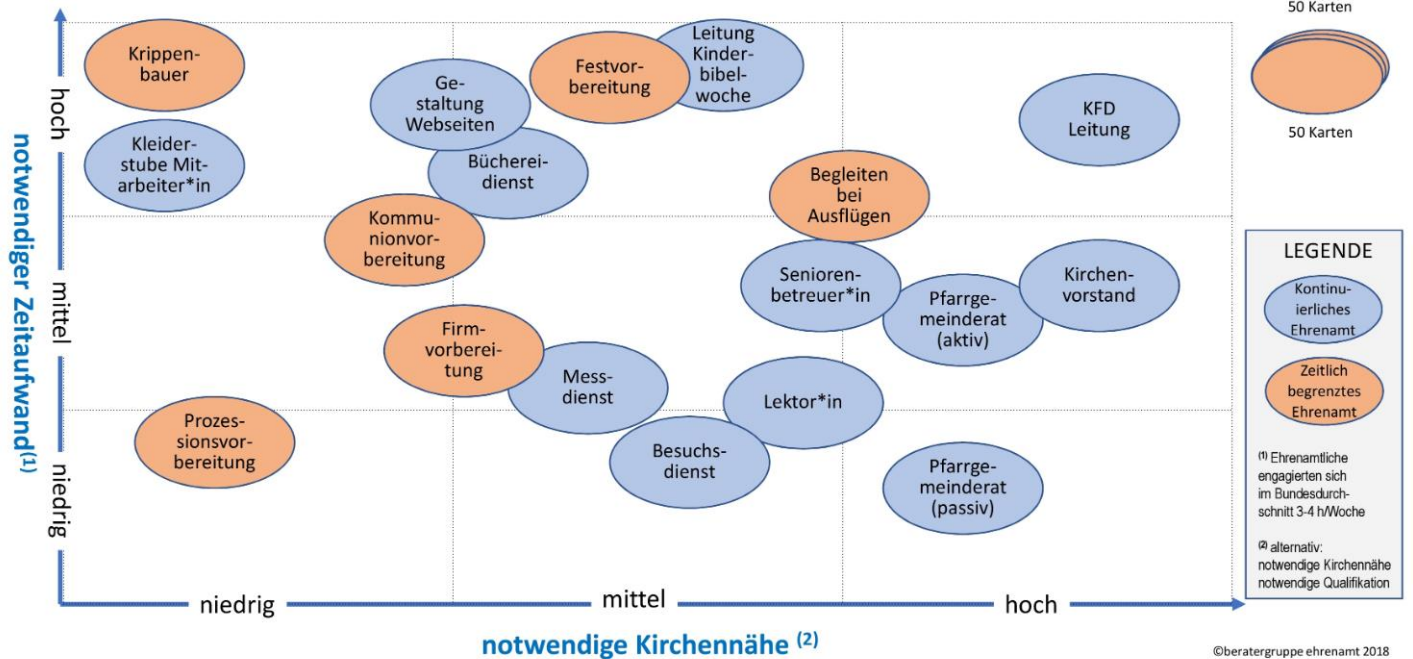 50 Karten
50 Karten
notwendiger Zeitaufwand(1)
hoch
mittel
niedrig
Krippen-
bauer
Kleider-
stube Mit-
arbeiter*in
Ge-
staltung
Webseiten
Bücherei-
dienst
Festvor-
bereitung
Leitung
Kinder-
bibel-
woche
KFD
Leitung
Begleiten
bei
Ausflügen
Kommu-
nionvor-
bereitung
Senioren-
betreuer*in
Pfarrge-
meinderat
(aktiv)
Kirchen-
vorstand
Firm-
vorberei-
tung
Mess-
dienst
Lektor*in
Prozes-
sionsvor-
bereitung
Besuchs-
dienst
Pfarrge-
meinderat
(passiv)
niedrig
mittel
hoch
notwendige Kirchennähe (2)
LEGENDE
Kontinu-
ierliches
Ehrenamt
Zeitlich
begrenztes
Ehrenamt
(1) Ehrenamtliche
engagierten sich
im Bundesdurch-
schnitt 3-4 h/Woche
(2) alternativ:
notwendige Kirchennähe
notwendige Qualifikation
©beratergruppe ehrenamt 2018